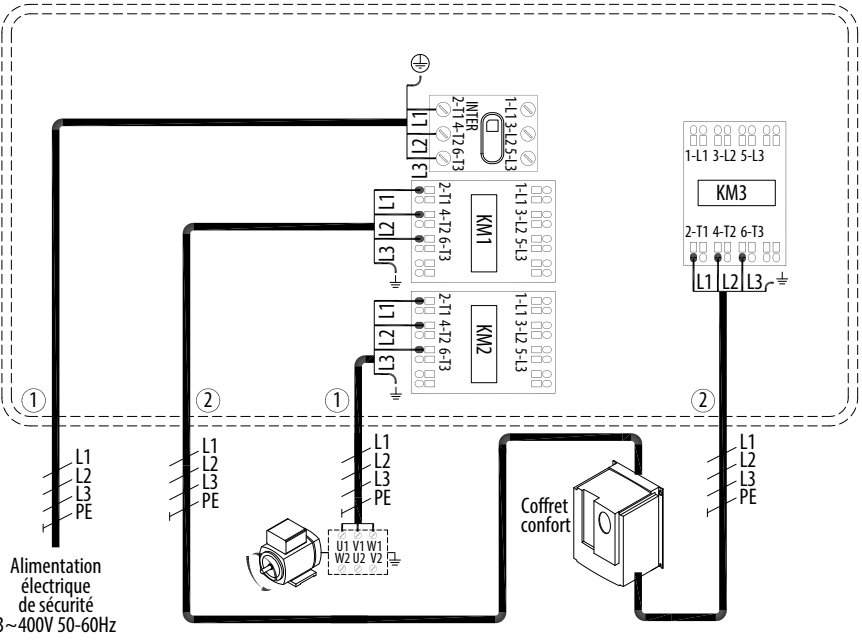 L1
L2
L3
2-T1 4-T2 6-T3
INTER
1-L1 3-L2 5-L3
L1
L2
L3
2-T1 4-T2 6-T3
KM1
1-L1 3-L2 5-L3
L1
L2
L3
2-T1 4-T2 6-T3
KM2
1-L1 3-L2 5-L3
1-L1 3-L2 5-L3
KM3
2-T1 4-T2 6-T3
L1 L2 L3
1
2
1
2
L1
L2
L3
PE
L1
L2
L3
PE
L1
L2
L3
PE
L1
L2
L3
PE
U1 V1 W1
W2 U2 V2
Coffret
confort
Alimentation
électrique
de sécurité
3~400V 50-60Hz